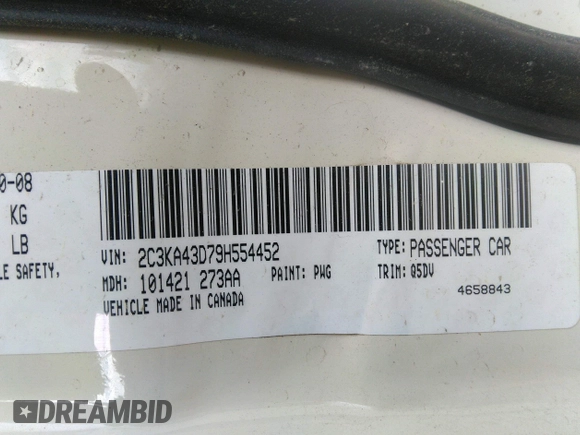 0-08
KG
LB
LE SAFETY,
VIN: 2C3KA43D79H554452
TYPE: PASSENGER CAR
MDH: 101421 273AA
PAINT: PWG
TRIM: Q5DV
VEHICLE MADE IN CANADA
4658843
DREAMBID